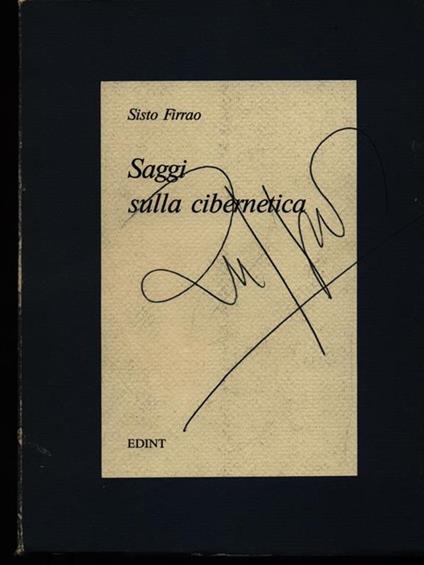 Sisto Firrao
Saggi
sulla cibernetica
EDINT